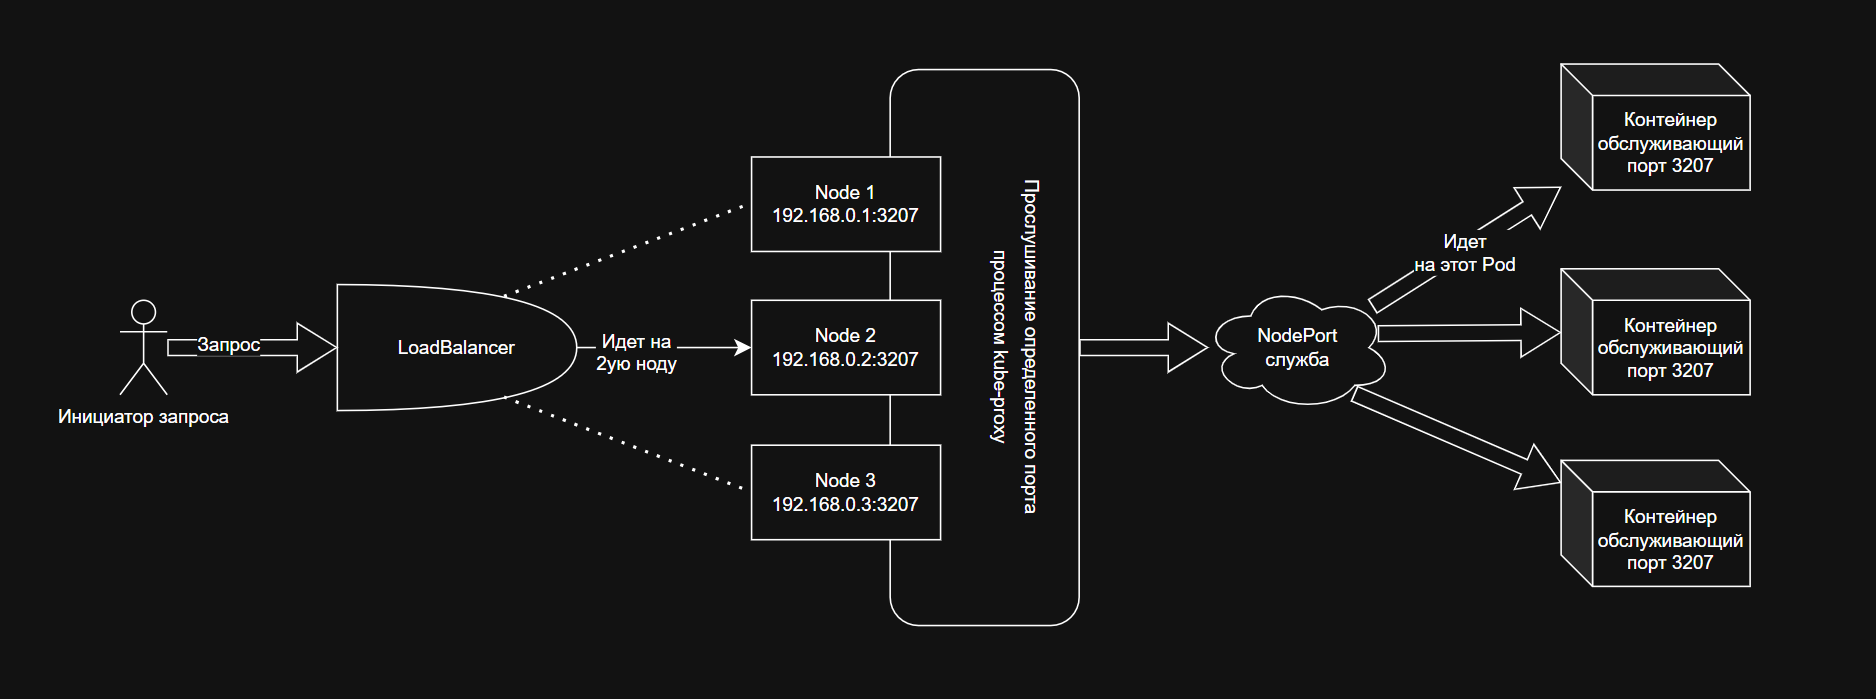 Инициатор запроса
Запрос
LoadBalancer
Идет на
2ую ноду
Node 1
192.168.0.1:3207
Node 2
192.168.0.2:3207
Node 3
192.168.0.3:3207
Прослушивание определенного порта
процессом kube-proxy
NodePort
служба
Идет
на этот Pod
Контейнер
обслуживающий
порт 3207
Контейнер
обслуживающий
порт 3207
Контейнер
обслуживающий
порт 3207